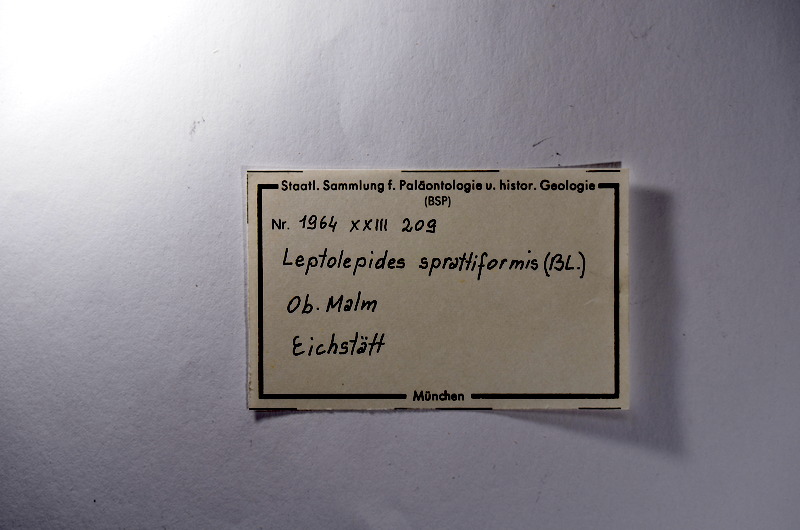 Staatl. Sammlung f. Paläontologie u. histor. Geologie
(BSP)
Nr. 1964 XXIII 209
Leptolepides sprattiformis (BL.)
Ob. Malm
Eichstätt
München